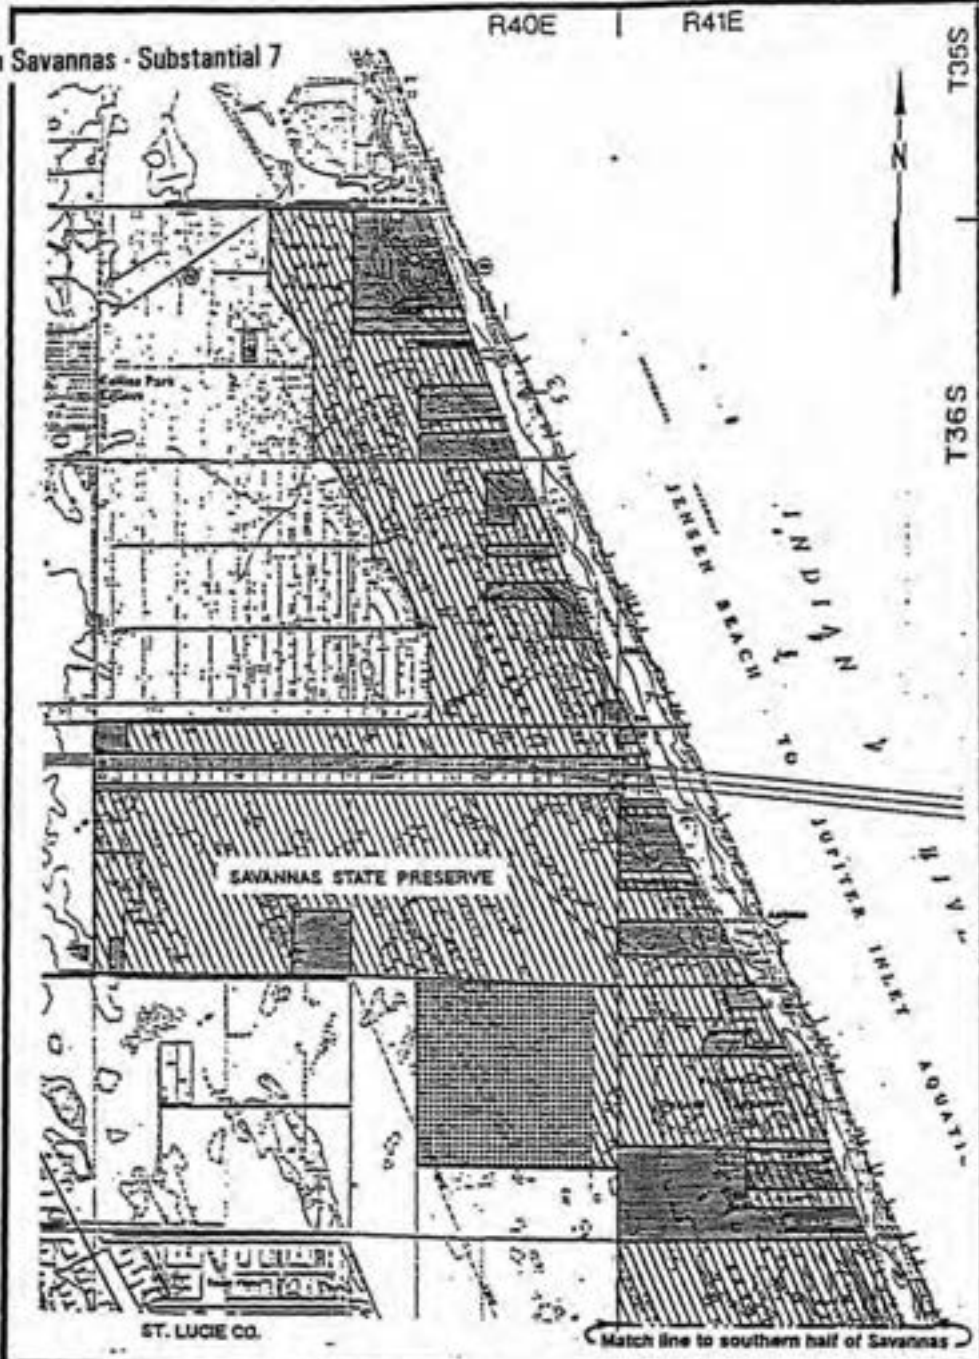 R40E | R41E
Savannas - Substantial 7
T35S
N
T36S
JENSEN BEACH TO JUPITER INLET AQUATI-
INDIAN RIV
SAVANNAS STATE PRESERVE
ST. LUCIE CO.
Match line to southern half of Savannas